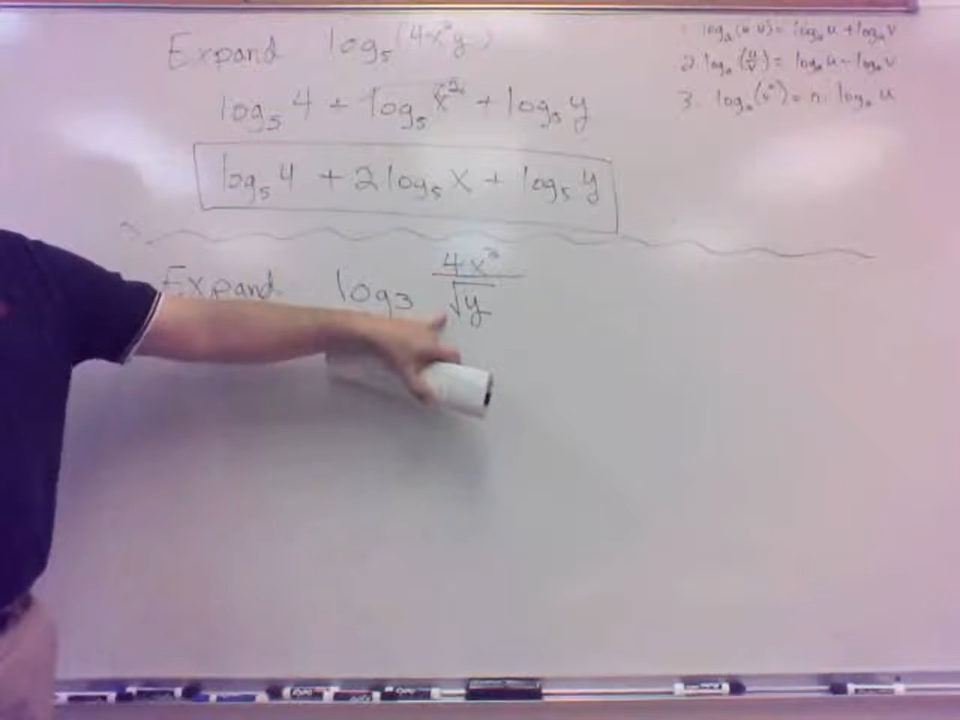 Expand log₅(4x²y)
log₅4 + log₅x² + log₅y
log₅4 + 2log₅x + log₅y
1. logₐ(u·v) = logₐu + logₐv
2. logₐ(u/v) = logₐu - logₐv
3. logₐ(uⁿ) = n·logₐu
Expand log₃ 4x / √y